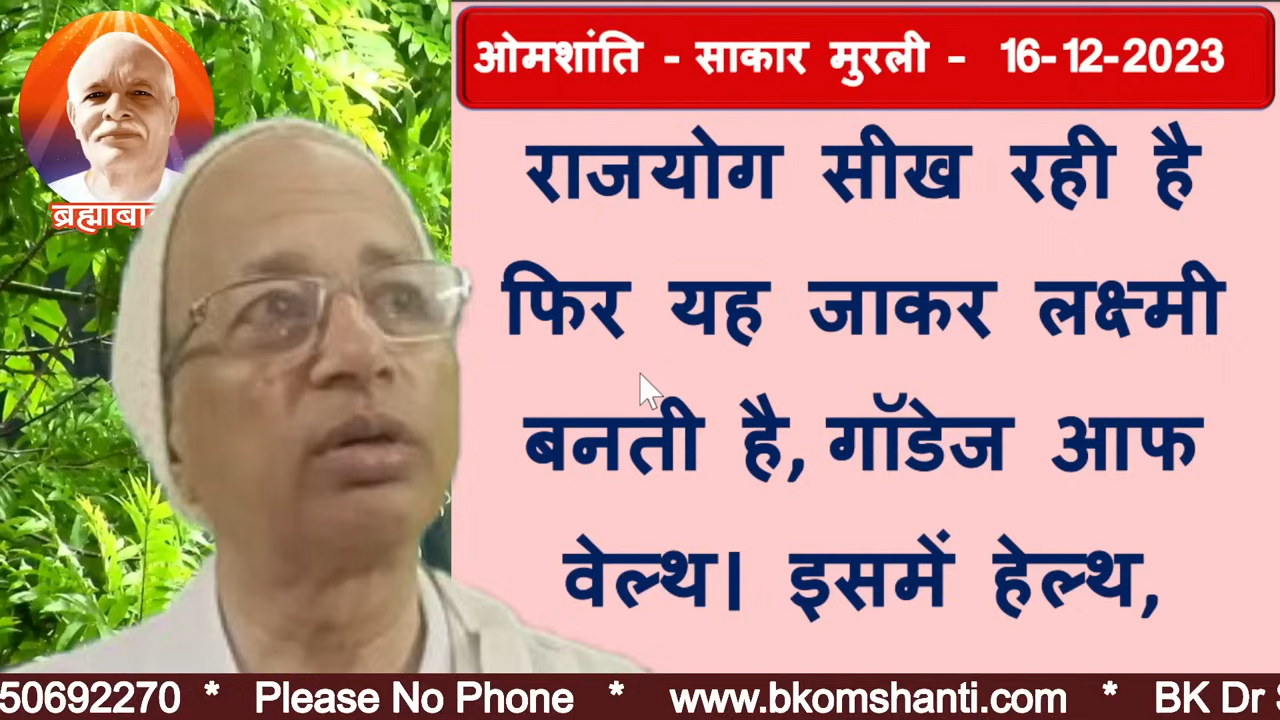 ओमशांति - साकार मुरली - 16-12-2023
राजयोग सीख रही है
फिर यह जाकर लक्ष्मी
बनती है, गॉडेज आफ
वेल्थ। इसमें हेल्थ,
50692270 * Please No Phone * www.bkomshanti.com * BK Dr